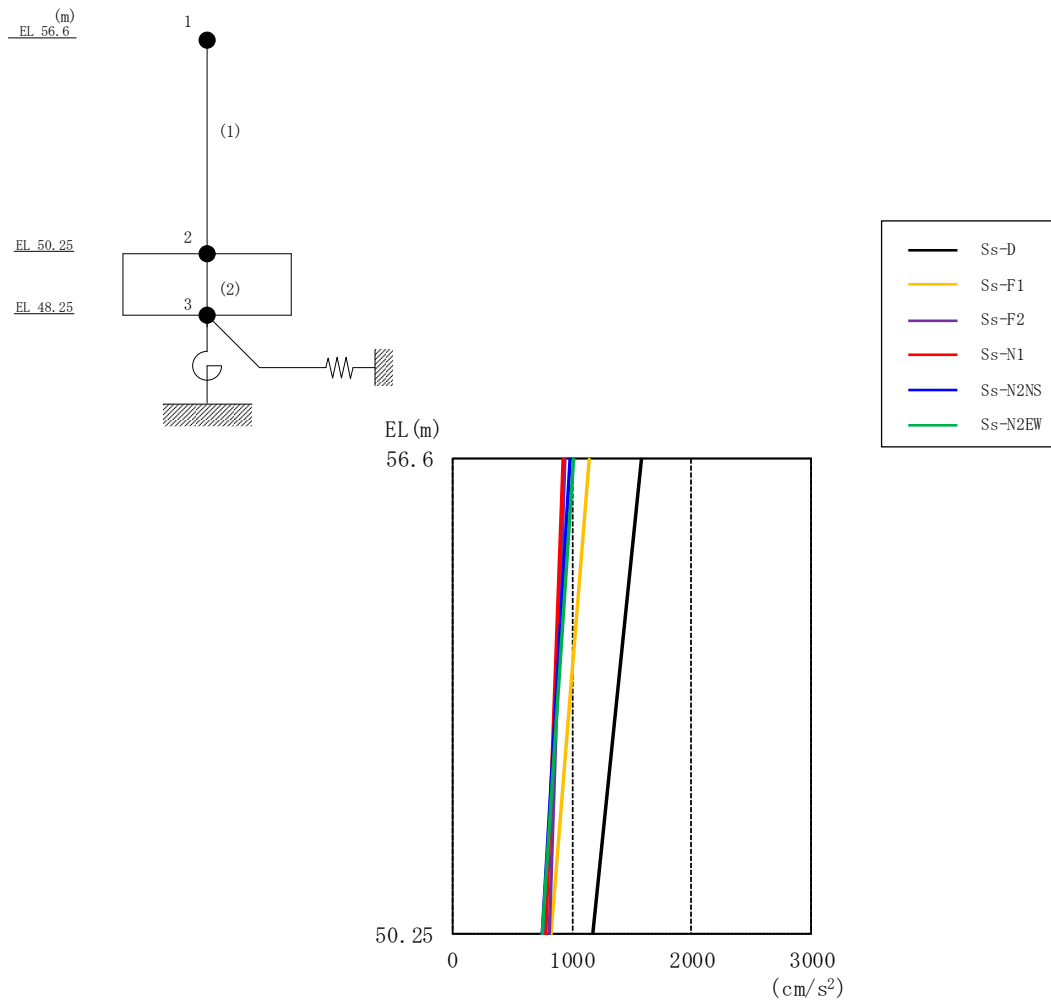 (m)
EL 56.6
1
(1)
EL 50.25
2
(2)
EL 48.25
3
Ss-D
Ss-F1
Ss-F2
Ss-N1
Ss-N2NS
Ss-N2EW
EL(m)
56.6
50.25
0 1000 2000 3000
(cm/s²)